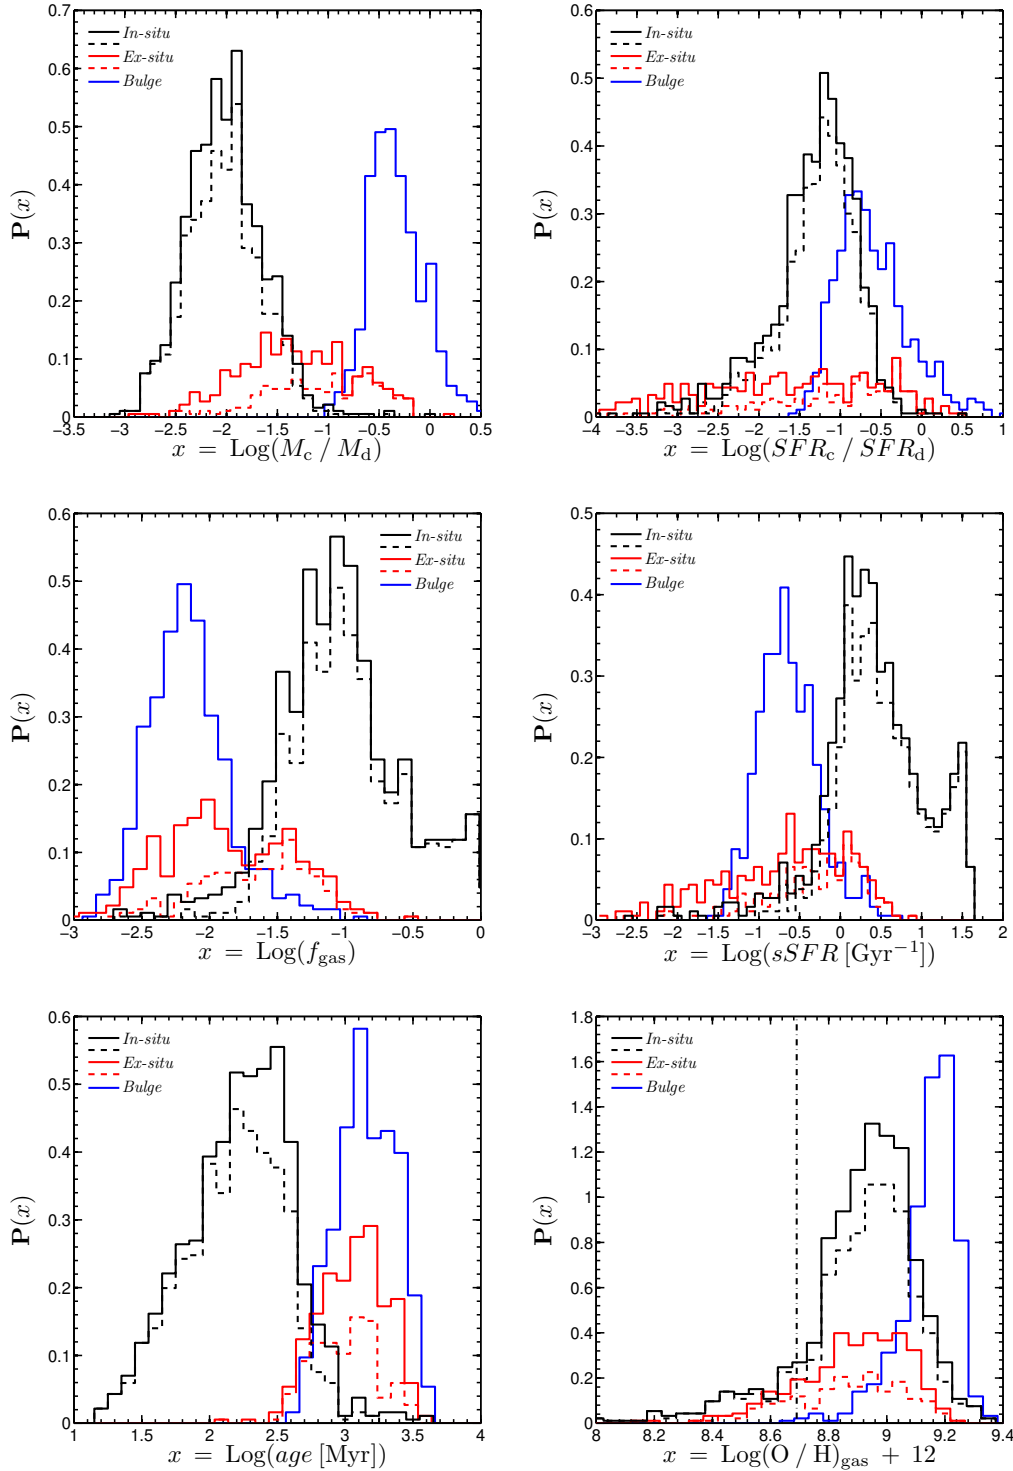 0.7
0.6
0.5
0.4
0.3
0.2
0.1
0
P(x)
In-situ
Ex-situ
Bulge
−3.5 −3 −2.5 −2 −1.5 −1 −0.5 0 0.5
x = Log(M_c / M_d)
0.6
0.5
0.4
0.3
0.2
0.1
0
P(x)
In-situ
Ex-situ
Bulge
−4 −3.5 −3 −2.5 −2 −1.5 −1 −0.5 0 0.5 1
x = Log(SFR_c / SFR_d)
0.6
0.5
0.4
0.3
0.2
0.1
0
P(x)
In-situ
Ex-situ
Bulge
−3 −2.5 −2 −1.5 −1 −0.5 0
x = Log(f_gas)
0.5
0.4
0.3
0.2
0.1
0
P(x)
In-situ
Ex-situ
Bulge
−3 −2.5 −2 −1.5 −1 −0.5 0 0.5 1 1.5 2
x = Log(sSFR [Gyr⁻¹])
0.6
0.5
0.4
0.3
0.2
0.1
0
P(x)
In-situ
Ex-situ
Bulge
1 1.5 2 2.5 3 3.5 4
x = Log(age [Myr])
1.8
1.6
1.4
1.2
1
0.8
0.6
0.4
0.2
0
P(x)
In-situ
Ex-situ
Bulge
8 8.2 8.4 8.6 8.8 9 9.2 9.4
x = Log(O / H)_gas + 12